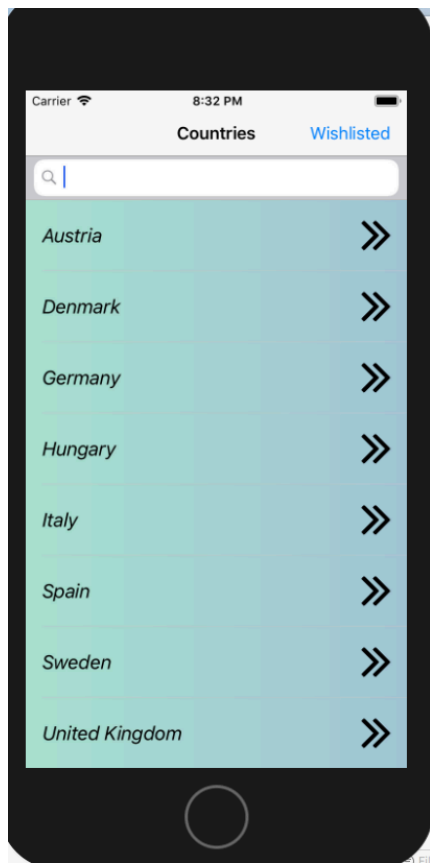 Carrier 8:32 PM
Countries Wishlisted
Austria
Denmark
Germany
Hungary
Italy
Spain
Sweden
United Kingdom